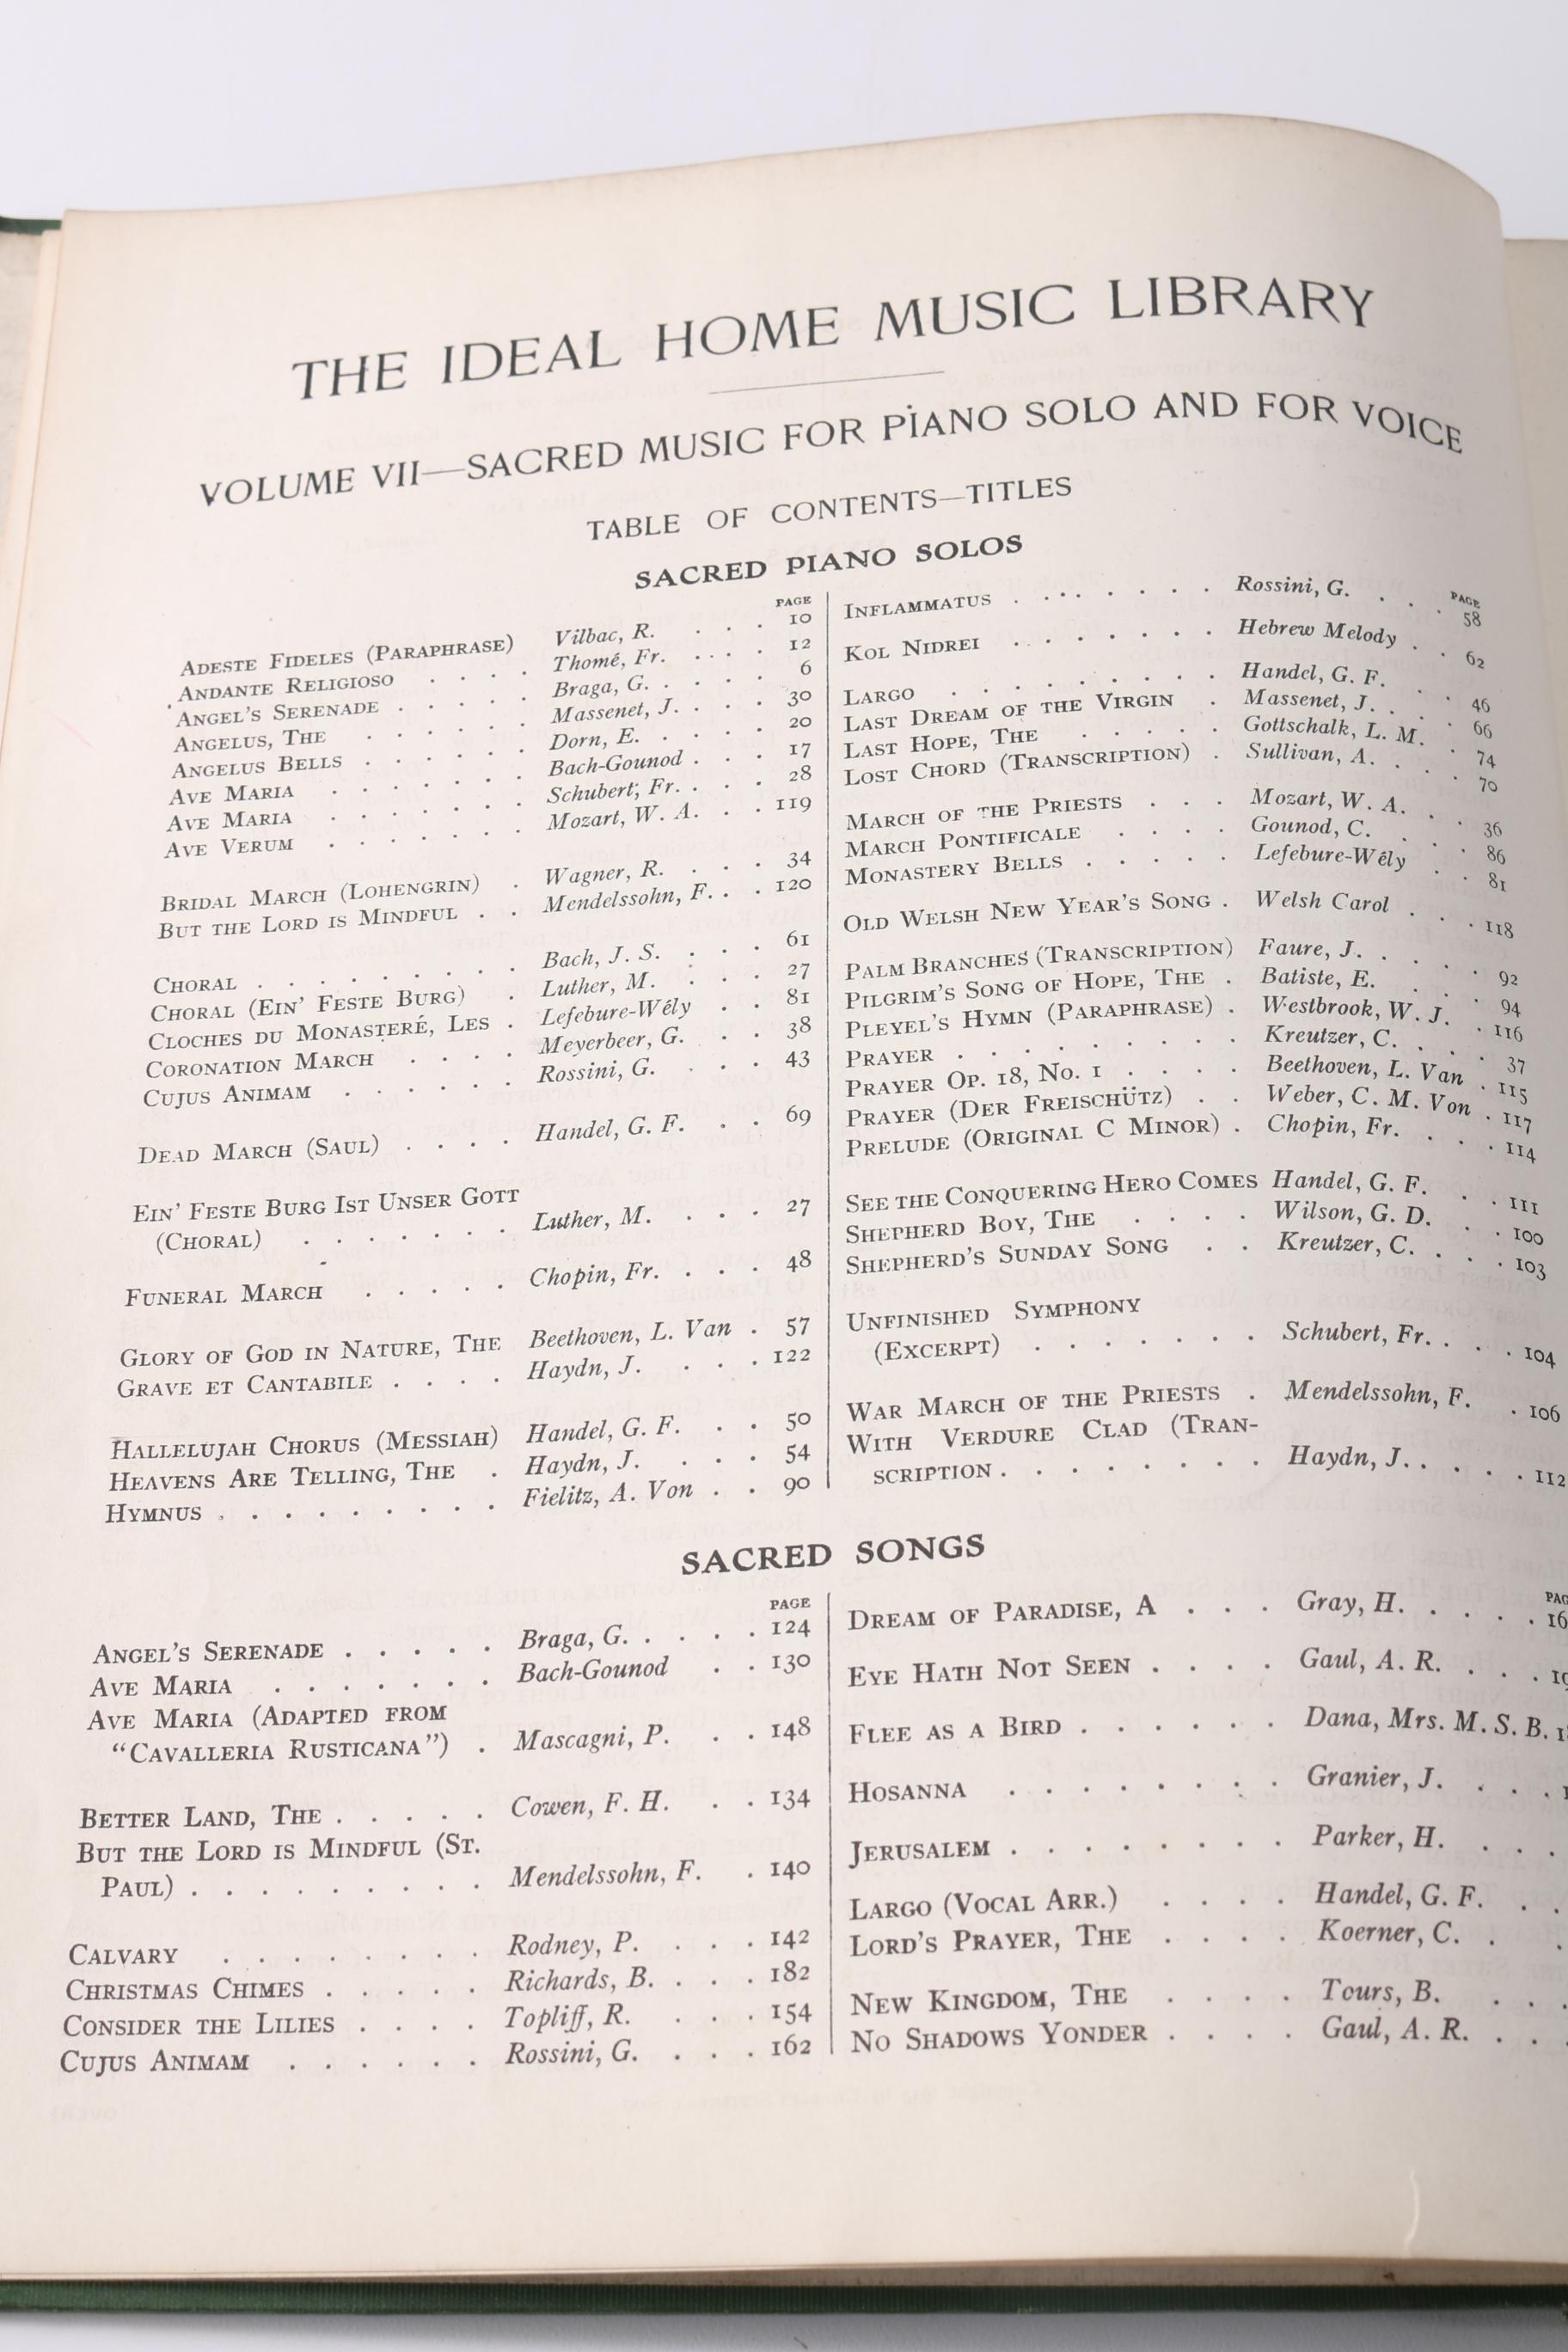 THE IDEAL HOME MUSIC LIBRARY
VOLUME VII—SACRED MUSIC FOR PIANO SOLO AND FOR VOICE
TABLE OF CONTENTS—TITLES
SACRED PIANO SOLOS
PAGE
ADESTE FIDELES (PARAPHRASE) Vilbac, R. . . . 10
ANDANTE RELIGIOSO . . . . Thomé, Fr. . . . . 12
ANGEL'S SERENADE . . . . . Braga, G. . . . . 6
ANGELUS, THE . . . . . . Massenet, J. . . . 30
ANGELUS BELLS . . . . . . Dorn, E. . . . . 20
AVE MARIA . . . . . . Bach-Gounod . . . 17
AVE MARIA . . . . . . Schubert, Fr. . . . 28
AVE VERUM . . . . . . Mozart, W. A. . . 119
BRIDAL MARCH (LOHENGRIN) . Wagner, R. . . . 34
BUT THE LORD IS MINDFUL . . Mendelssohn, F. . . 120
CHORAL . . . . . . . . Bach, J. S. . . . 61
CHORAL (EIN' FESTE BURG) . Luther, M. . . . 27
CLOCHES DU MONASTERÉ, LES . Lefebure-Wély . . 81
CORONATION MARCH . . . . Meyerbeer, G. . . 38
CUJUS ANIMAM . . . . . Rossini, G. . . . 43
DEAD MARCH (SAUL) . . . . Handel, G. F. . . 69
EIN' FESTE BURG IST UNSER GOTT
(CHORAL) . . . . . . . Luther, M. . . . 27
FUNERAL MARCH . . . . . Chopin, Fr. . . . 48
GLORY OF GOD IN NATURE, THE Beethoven, L. Van . 57
GRAVE ET CANTABILE . . . . Haydn, J. . . . 122
HALLELUJAH CHORUS (MESSIAH) Handel, G. F. . . 50
HEAVENS ARE TELLING, THE . Haydn, J. . . . 54
HYMNUS . . . . . . . . . Fielitz, A. Von . . 90
PAGE
INFLAMMATUS . . . . . . . . Rossini, G. . . . 58
KOL NIDREI . . . . . . . Hebrew Melody . . 62
LARGO . . . . . . . . Handel, G. F. . . 46
LAST DREAM OF THE VIRGIN . Massenet, J. . . . 66
LAST HOPE, THE . . . . . Gottschalk, L. M. . 74
LOST CHORD (TRANSCRIPTION) . Sullivan, A. . . . 70
MARCH OF THE PRIESTS . . . Mozart, W. A. . . 36
MARCH PONTIFICALE . . . . Gounod, C. . . . 86
MONASTERY BELLS . . . . . Lefebure-Wély . . 81
OLD WELSH NEW YEAR'S SONG . Welsh Carol . . 118
PALM BRANCHES (TRANSCRIPTION) Faure, J. . . . . 92
PILGRIM'S SONG OF HOPE, THE . Batiste, E. . . . 94
PLEYEL'S HYMN (PARAPHRASE) . Westbrook, W. J. . 116
PRAYER . . . . . . . . . Kreutzer, C. . . . 37
PRAYER OP. 18, NO. 1 . . . . Beethoven, L. Van . 115
PRAYER (DER FREISCHÜTZ) . . Weber, C. M. Von . 117
PRELUDE (ORIGINAL C MINOR) . Chopin, Fr. . . . 114
SEE THE CONQUERING HERO COMES Handel, G. F. . . 111
SHEPHERD BOY, THE . . . . Wilson, G. D. . . 100
SHEPHERD'S SUNDAY SONG . . Kreutzer, C. . . . 103
UNFINISHED SYMPHONY
(EXCERPT) . . . . . . Schubert, Fr. . . . 104
WAR MARCH OF THE PRIESTS . Mendelssohn, F. . 106
WITH VERDURE CLAD (TRAN-
SCRIPTION . . . . . . . . Haydn, J. . . . . 112
SACRED SONGS
PAGE
ANGEL'S SERENADE . . . . . Braga, G. . . . . 124
AVE MARIA . . . . . . . Bach-Gounod . . 130
AVE MARIA (ADAPTED FROM
"CAVALLERIA RUSTICANA") . Mascagni, P. . . 148
BETTER LAND, THE . . . . . Cowen, F. H. . . 134
BUT THE LORD IS MINDFUL (ST.
PAUL) . . . . . . . . . Mendelssohn, F. . 140
CALVARY . . . . . . . . Rodney, P. . . . 142
CHRISTMAS CHIMES . . . . . Richards, B. . . . 182
CONSIDER THE LILIES . . . . Topliff, R. . . . 154
CUJUS ANIMAM . . . . . . Rossini, G. . . . 162
DREAM OF PARADISE, A . . . Gray, H. . . . .
EYE HATH NOT SEEN . . . . Gaul, A. R. . . .
FLEE AS A BIRD . . . . . . Dana, Mrs. M. S. B.
HOSANNA . . . . . . . . Granier, J. . . .
JERUSALEM . . . . . . . . Parker, H. . . .
LARGO (VOCAL ARR.) . . . . Handel, G. F. . .
LORD'S PRAYER, THE . . . . Koerner, C. . .
NEW KINGDOM, THE . . . . Tours, B. . . .
NO SHADOWS YONDER . . . . Gaul, A. R. . . .